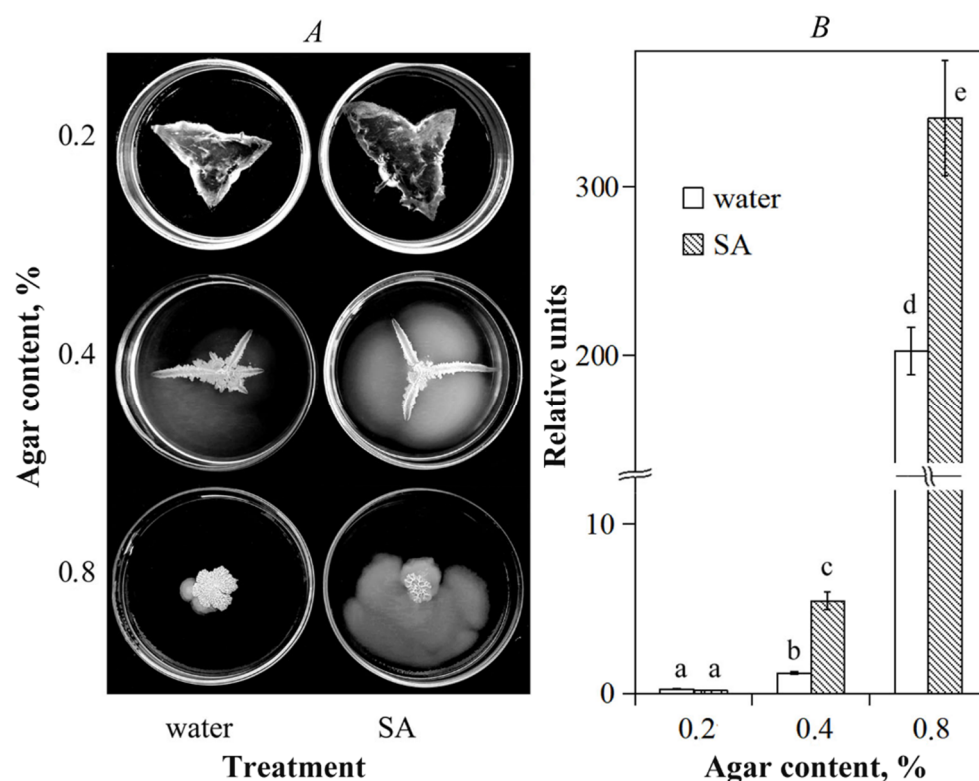 A
B
Agar content, %
0.2
0.4
0.8
water
SA
Treatment
Relative units
300
200
10
0
water
SA
a
a
b
c
d
e
0.2
0.4
0.8
Agar content, %